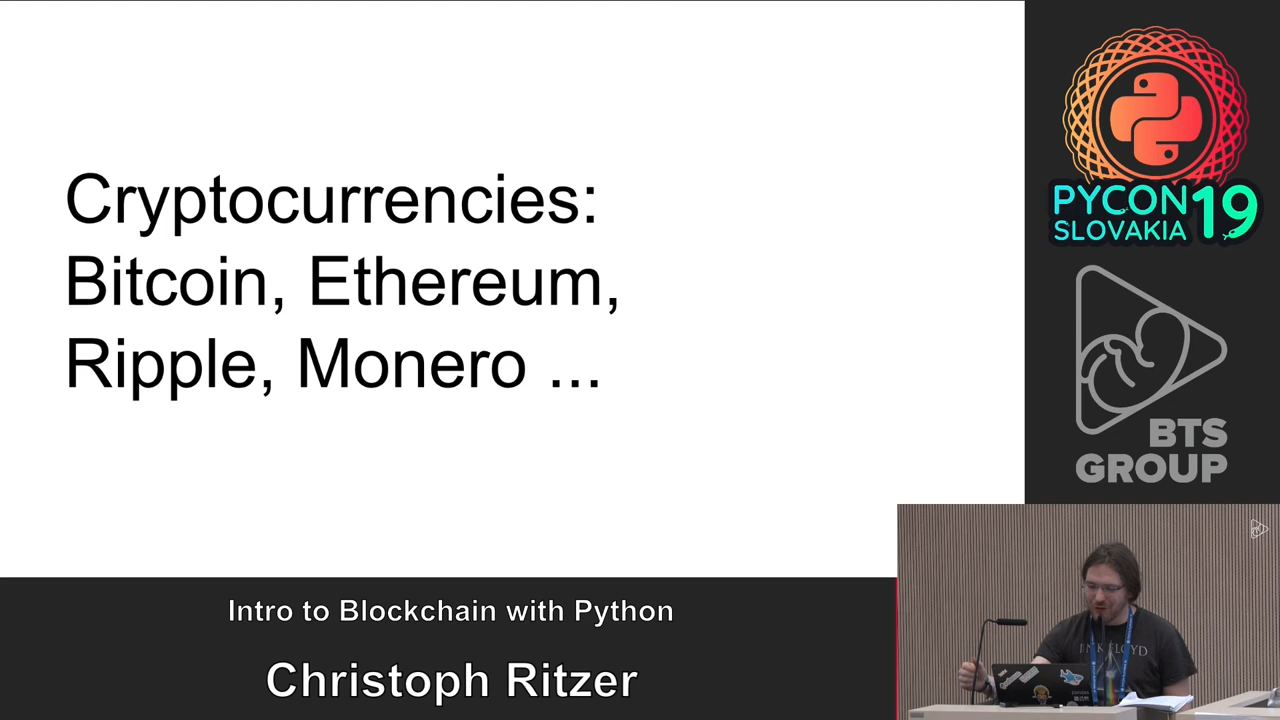 Cryptocurrencies:
Bitcoin, Ethereum,
Ripple, Monero ...
PYCON 19
SLOVAKIA
BTS
GROUP
Intro to Blockchain with Python
Christoph Ritzer